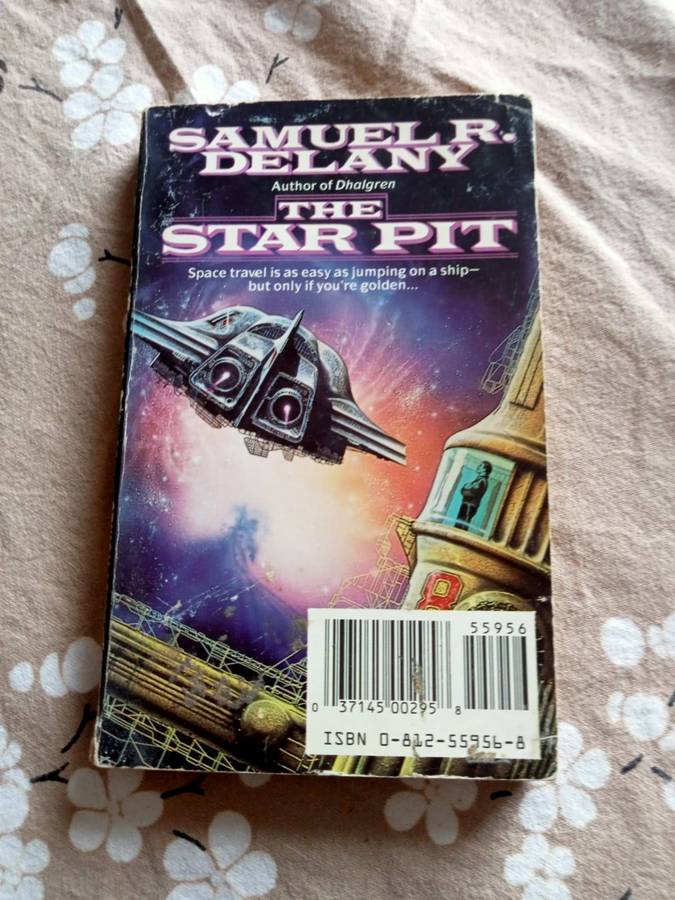 SAMUEL R.
DELANY
Author of Dhalgren
THE
STAR PIT
Space travel is as easy as jumping on a ship—
but only if you're golden...
8
55956
0 37145 00295 8
ISBN 0-812-55956-8